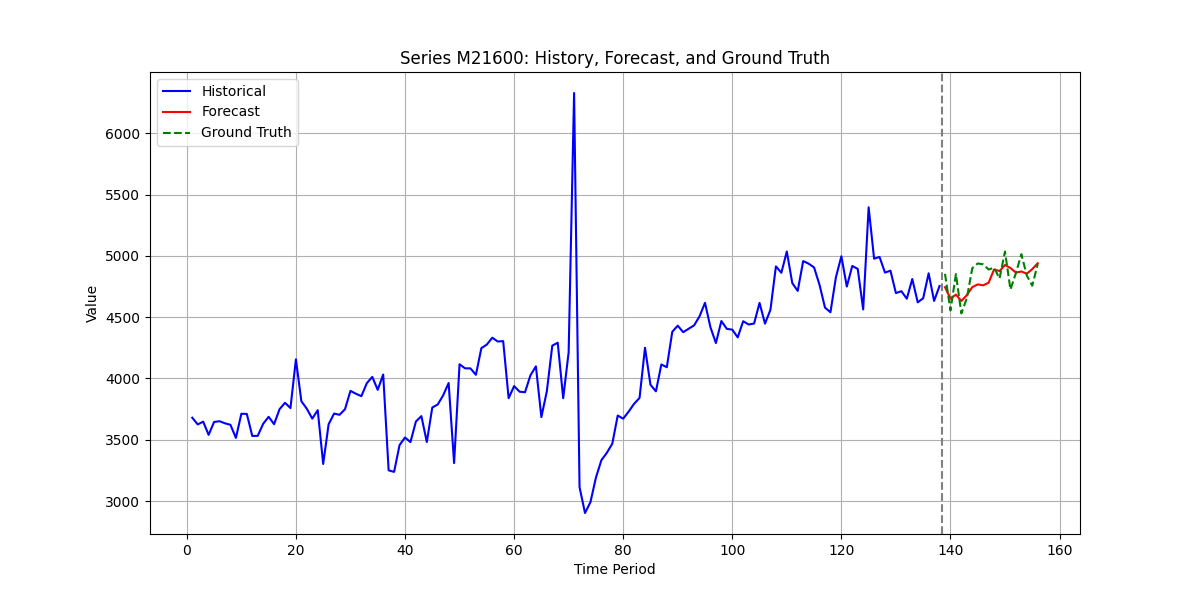 Series M21600: History, Forecast, and Ground Truth
Historical
Forecast
Ground Truth
6000
5500
5000
4500
4000
3500
3000
Value
0 20 40 60 80 100 120 140 160
Time Period